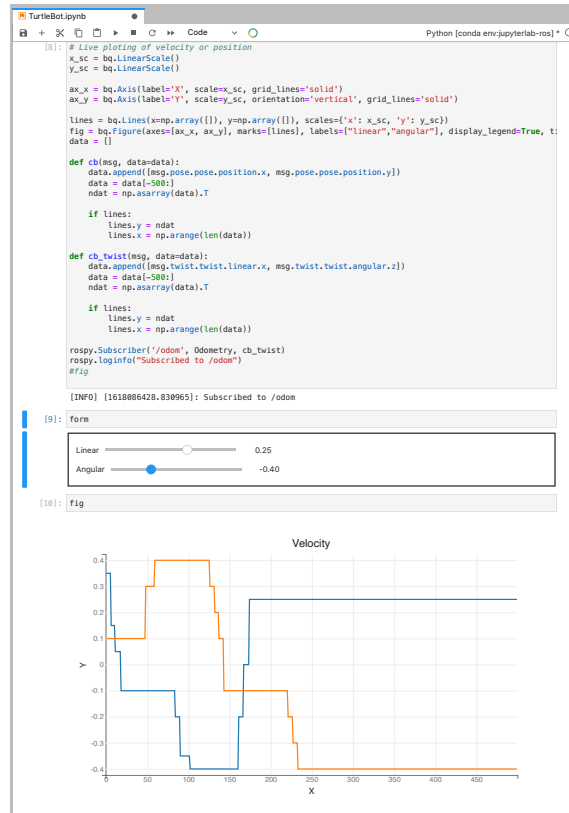 TurtleBot.ipynb
Code
Python [conda env:jupyterlab-ros] *
[8]: # Live ploting of velocity or position
x_sc = bq.LinearScale()
y_sc = bq.LinearScale()
ax_x = bq.Axis(label='X', scale=x_sc, grid_lines='solid')
ax_y = bq.Axis(label='Y', scale=y_sc, orientation='vertical', grid_lines='solid')
lines = bq.Lines(x=np.array([]), y=np.array([]), scales={'x': x_sc, 'y': y_sc})
fig = bq.Figure(axes=[ax_x, ax_y], marks=[lines], labels=["linear","angular"], display_legend=True, t
data = []
def cb(msg, data=data):
data.append([msg.pose.pose.position.x, msg.pose.pose.position.y])
data = data[-500:]
ndat = np.asarray(data).T
if lines:
lines.y = ndat
lines.x = np.arange(len(data))
def cb_twist(msg, data=data):
data.append([msg.twist.twist.linear.x, msg.twist.twist.angular.z])
data = data[-500:]
ndat = np.asarray(data).T
if lines:
lines.y = ndat
lines.x = np.arange(len(data))
rospy.Subscriber('/odom', Odometry, cb_twist)
rospy.loginfo("Subscribed to /odom")
#fig
[INFO] [1618086428.830965]: Subscribed to /odom
[9]: form
Linear 0.25
Angular -0.40
[10]: fig
Velocity
0.4
0.3
0.2
0.1
0
-0.1
-0.2
-0.3
-0.4
Y
0 50 100 150 200 250 300 350 400 450
X